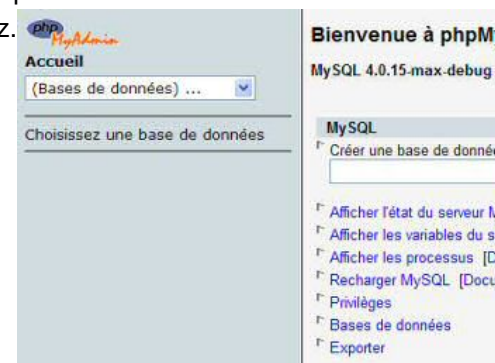 z.
php
MyAdmin
Accueil
(Bases de données) ...
Choisissez une base de données
Bienvenue à phpM
MySQL 4.0.15-max-debug
MySQL
Créer une base de donné
Afficher l'état du serveur M
Afficher les variables du s
Afficher les processus [D
Recharger MySQL [Docu
Privilèges
Bases de données
Exporter